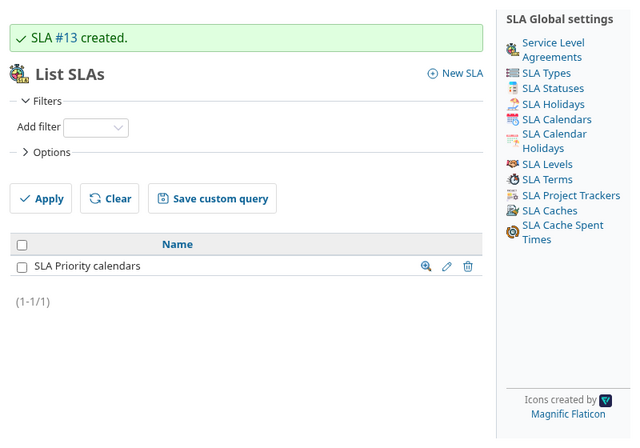 SLA #13 created.
List SLAs
New SLA
Filters
Add filter
Options
Apply
Clear
Save custom query
Name
SLA Priority calendars
(1-1/1)
SLA Global settings
Service Level
Agreements
SLA Types
SLA Statuses
SLA Holidays
SLA Calendars
SLA Calendar
Holidays
SLA Levels
SLA Terms
SLA Project Trackers
SLA Caches
SLA Cache Spent
Times
Icons created by
Magnific Flaticon